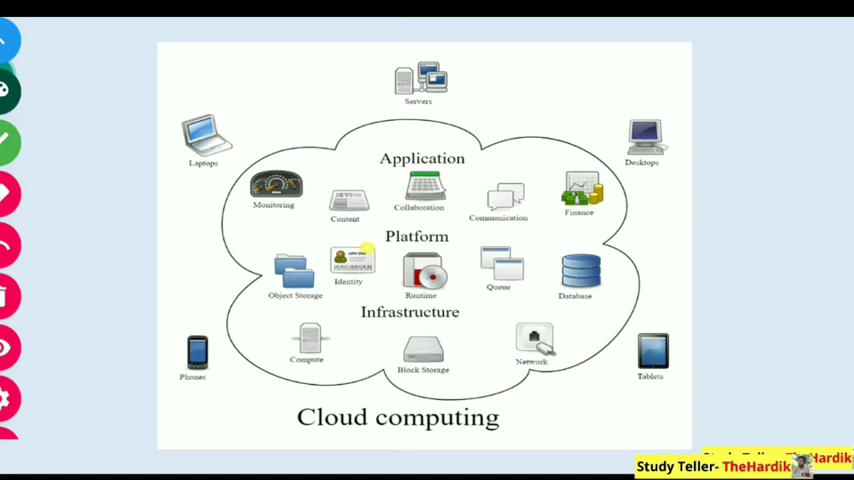 Servers
Laptops
Desktops
Application
Monitoring
Content
Collaboration
Communication
Finance
Platform
Object Storage
Identity
Runtime
Queue
Database
Infrastructure
Compute
Block Storage
Network
Phones
Tablets
Cloud computing
Study Teller- TheHardik